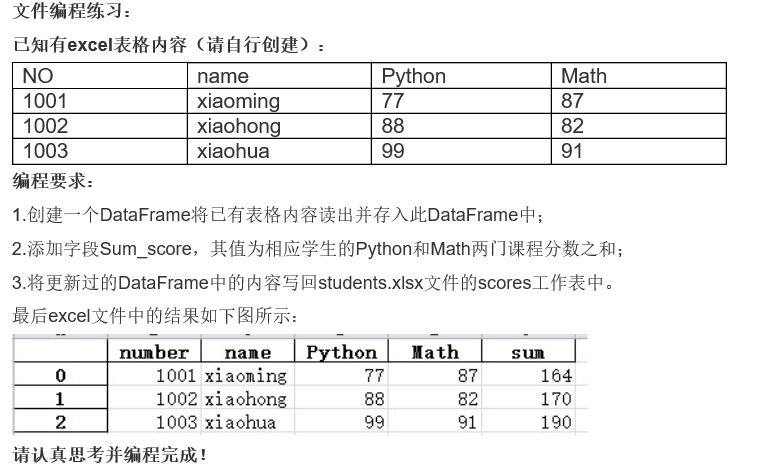 文件编程练习：
已知有excel表格内容（请自行创建）：
NO name Python Math
1001 xiaoming 77 87
1002 xiaohong 88 82
1003 xiaohua 99 91
编程要求：
1.创建一个DataFrame将已有表格内容读出并存入此DataFrame中；
2.添加字段Sum_score，其值为相应学生的Python和Math两门课程分数之和；
3.将更新过的DataFrame中的内容写回students.xlsx文件的scores工作表中。
最后excel文件中的结果如下图所示：
number name Python Math sum
0 1001 xiaoming 77 87 164
1 1002 xiaohong 88 82 170
2 1003 xiaohua 99 91 190
请认真思考并编程完成！